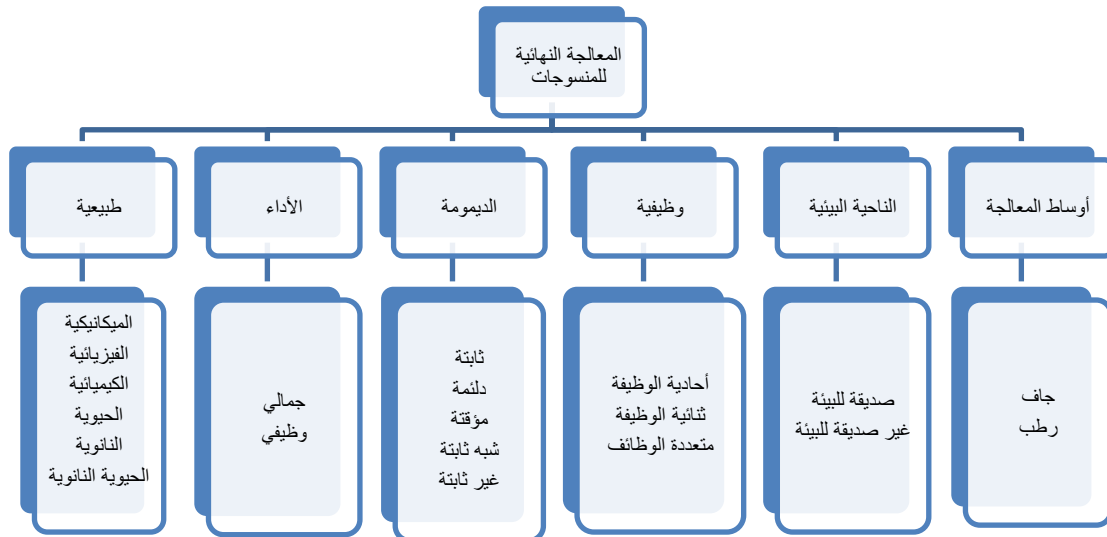 المعالجة النهائية
للمنسوجات
أوساط المعالجة
الناحية البيئية
وظيفية
الديمومة
الأداء
طبيعية
جاف
رطب
صديقة للبيئة
غير صديقة للبيئة
أحادية الوظيفة
ثنائية الوظيفة
متعددة الوظائف
ثابتة
دلئمة
مؤقتة
شبه ثابتة
غير ثابتة
جمالي
وظيفي
الميكانيكية
الفيزيائية
الكيميائية
الحيوية
النانوية
الحيوية النانوية